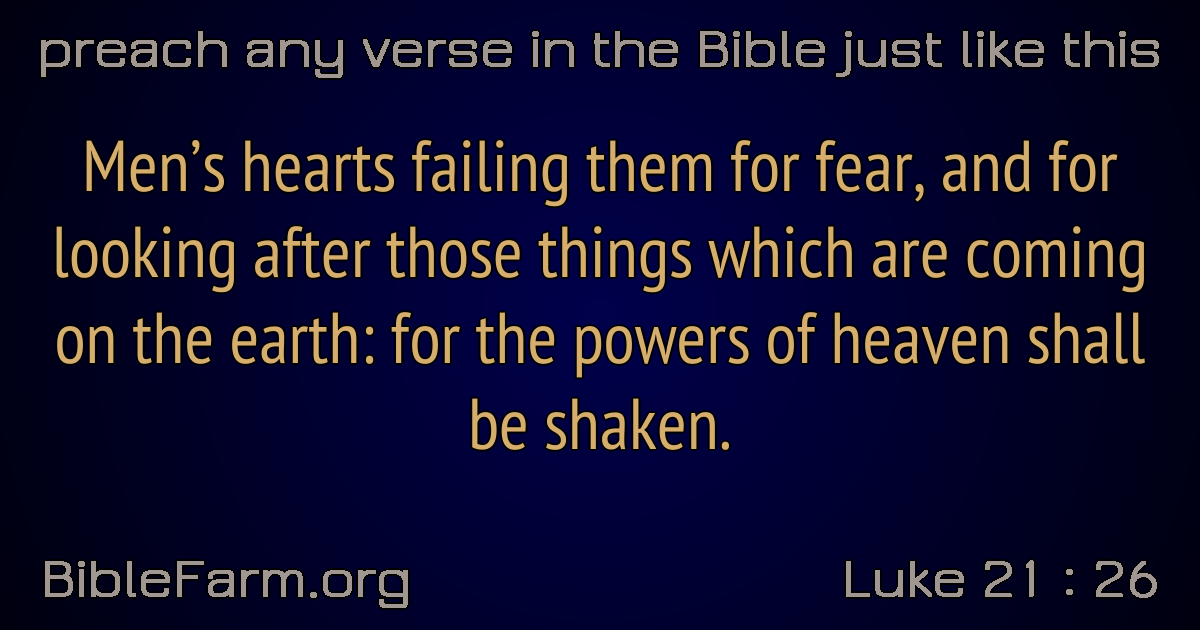 preach any verse in the Bible just like this
Men’s hearts failing them for fear, and for
looking after those things which are coming
on the earth: for the powers of heaven shall
be shaken.
BibleFarm.org
Luke 21 : 26